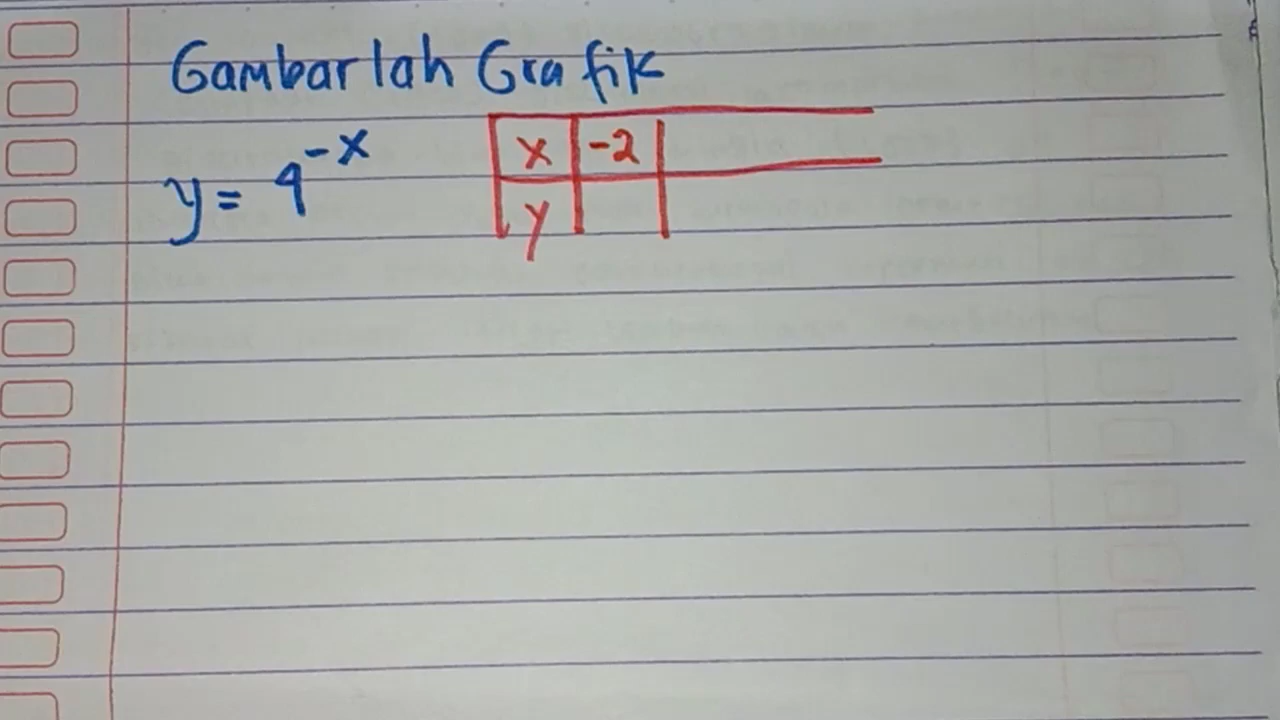 Gambarlah Grafik
y = 4^{-x}
x -2
y